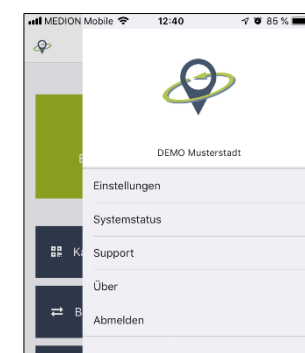 MEDION Mobile 12:40 85 %
DEMO Musterstadt
Einstellungen
Systemstatus
Support
Über
Abmelden